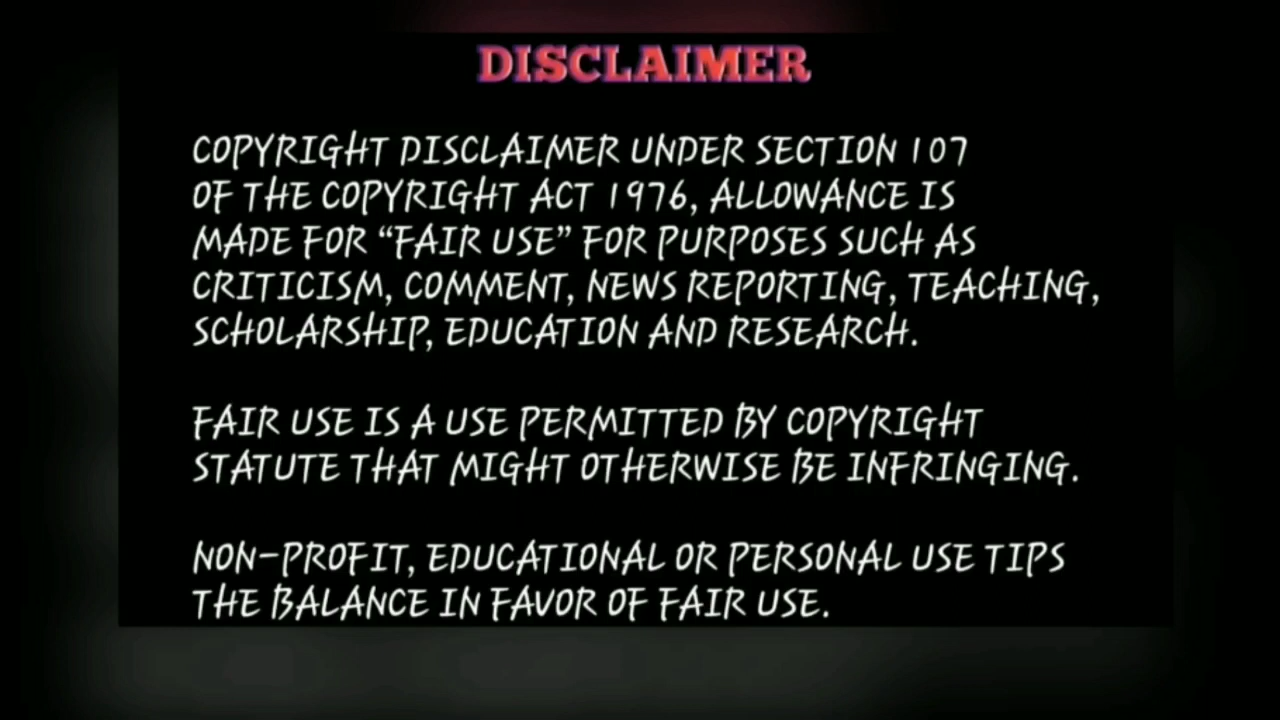 DISCLAIMER
COPYRIGHT DISCLAIMER UNDER SECTION 107
OF THE COPYRIGHT ACT 1976, ALLOWANCE IS
MADE FOR “FAIR USE” FOR PURPOSES SUCH AS
CRITICISM, COMMENT, NEWS REPORTING, TEACHING,
SCHOLARSHIP, EDUCATION AND RESEARCH.
FAIR USE IS A USE PERMITTED BY COPYRIGHT
STATUTE THAT MIGHT OTHERWISE BE INFRINGING.
NON-PROFIT, EDUCATIONAL OR PERSONAL USE TIPS
THE BALANCE IN FAVOR OF FAIR USE.